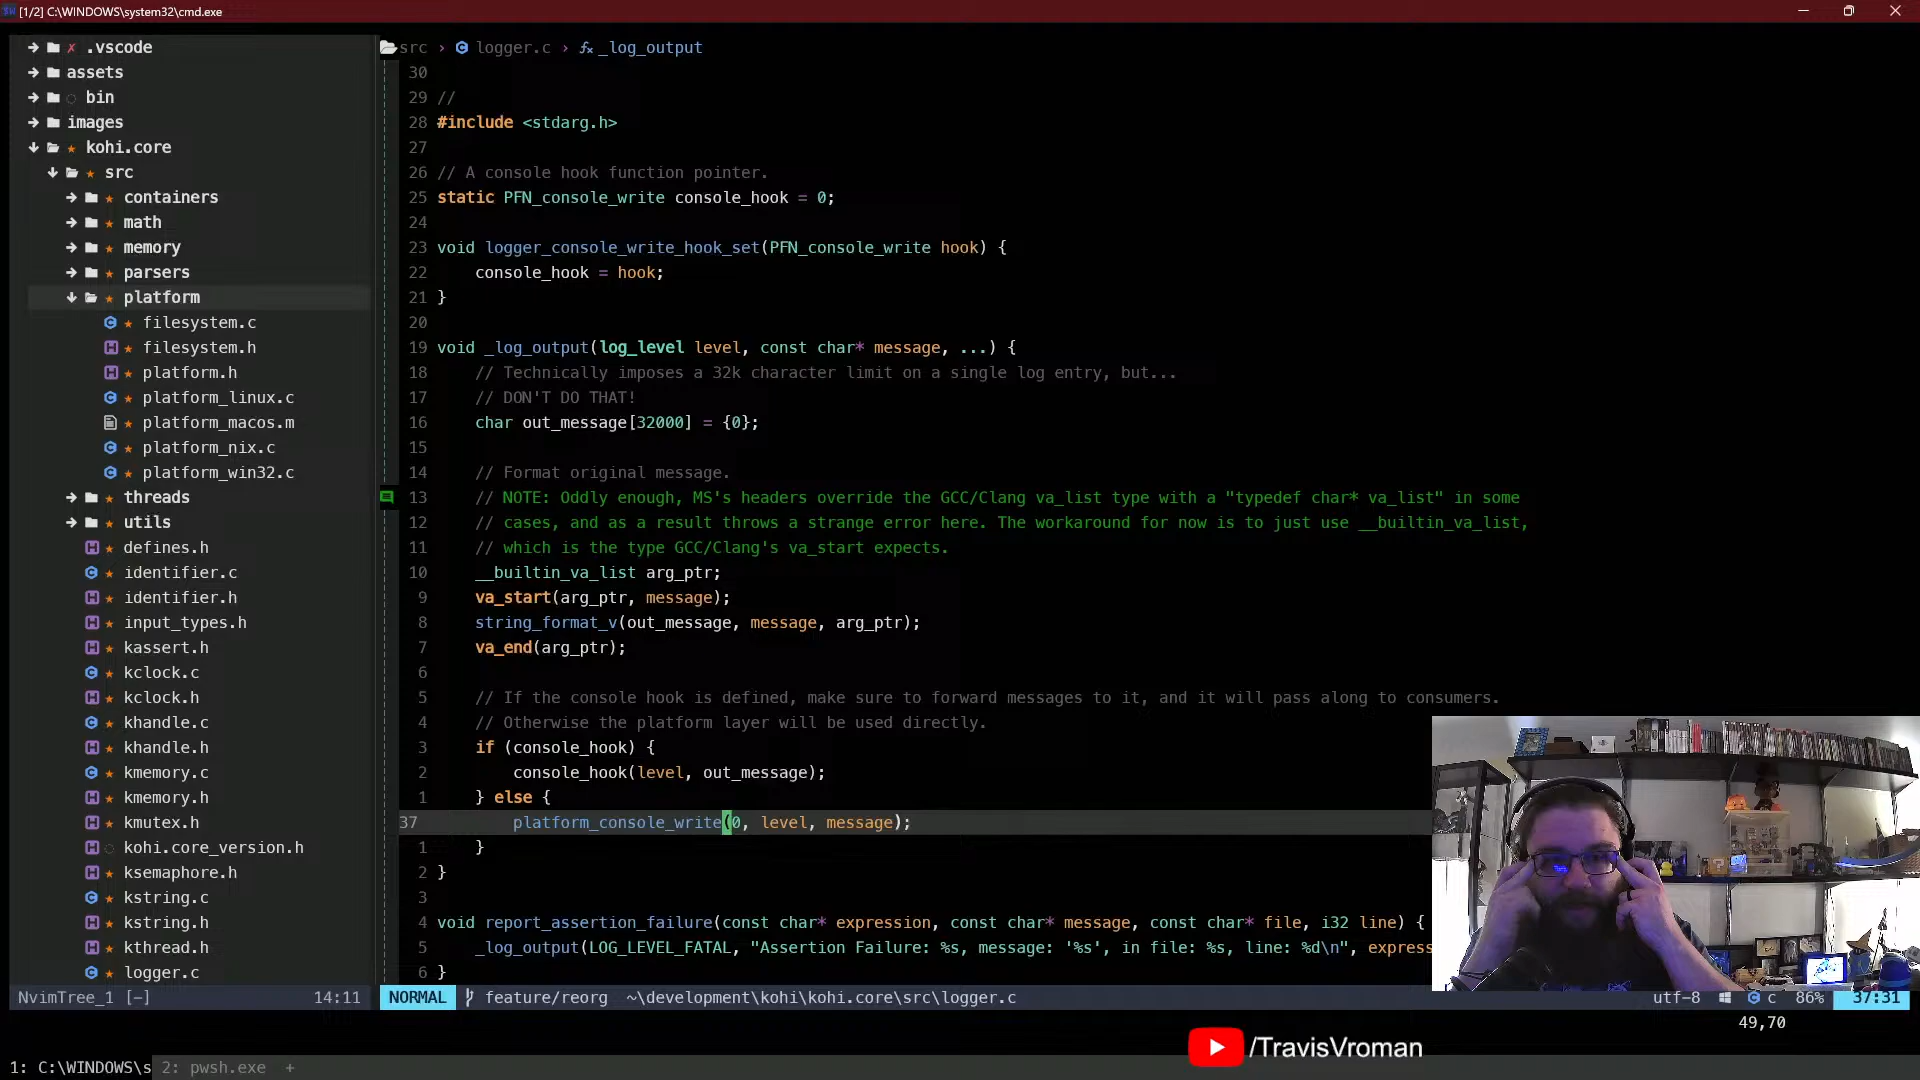 [1/2] C:\WINDOWS\system32\cmd.exe
.vscode
assets
bin
images
kohi.core
src
containers
math
memory
parsers
platform
filesystem.c
filesystem.h
platform.h
platform_linux.c
platform_macos.m
platform_nix.c
platform_win32.c
threads
utils
defines.h
identifier.c
identifier.h
input_types.h
kassert.h
kclock.c
kclock.h
khandle.c
khandle.h
kmemory.c
kmemory.h
kmutex.h
kohi.core_version.h
ksemaphore.h
kstring.c
kstring.h
kthread.h
logger.c
NvimTree_1 [-] 14:11
src › logger.c › _log_output
30
29 //
28 #include <stdarg.h>
27
26 // A console hook function pointer.
25 static PFN_console_write console_hook = 0;
24
23 void logger_console_write_hook_set(PFN_console_write hook) {
22     console_hook = hook;
21 }
20
19 void _log_output(log_level level, const char* message, ...) {
18     // Technically imposes a 32k character limit on a single log entry, but...
17     // DON'T DO THAT!
16     char out_message[32000] = {0};
15
14     // Format original message.
13     // NOTE: Oddly enough, MS's headers override the GCC/Clang va_list type with a "typedef char* va_list" in some
12     // cases, and as a result throws a strange error here. The workaround for now is to just use __builtin_va_list,
11     // which is the type GCC/Clang's va_start expects.
10     __builtin_va_list arg_ptr;
9     va_start(arg_ptr, message);
8     string_format_v(out_message, message, arg_ptr);
7     va_end(arg_ptr);
6
5     // If the console hook is defined, make sure to forward messages to it, and it will pass along to consumers.
4     // Otherwise the platform layer will be used directly.
3     if (console_hook) {
2         console_hook(level, out_message);
1     } else {
37         platform_console_write(0, level, message);
1     }
2 }
3
4 void report_assertion_failure(const char* expression, const char* message, const char* file, i32 line) {
5     _log_output(LOG_LEVEL_FATAL, "Assertion Failure: %s, message: '%s', in file: %s, line: %d\n", express
6 }
NORMAL feature/reorg ~\development\kohi\kohi.core\src\logger.c utf-8 c 86% 37:31
49,70
/TravisVroman
1: C:\WINDOWS\s 2: pwsh.exe +